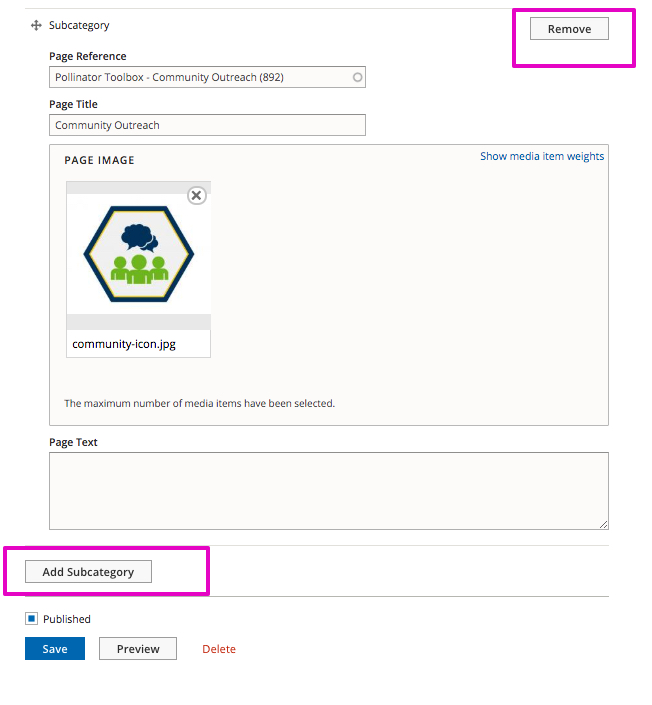 Subcategory
Remove
Page Reference
Pollinator Toolbox - Community Outreach (892)
Page Title
Community Outreach
PAGE IMAGE
Show media item weights
community-icon.jpg
The maximum number of media items have been selected.
Page Text
Add Subcategory
Published
Save
Preview
Delete